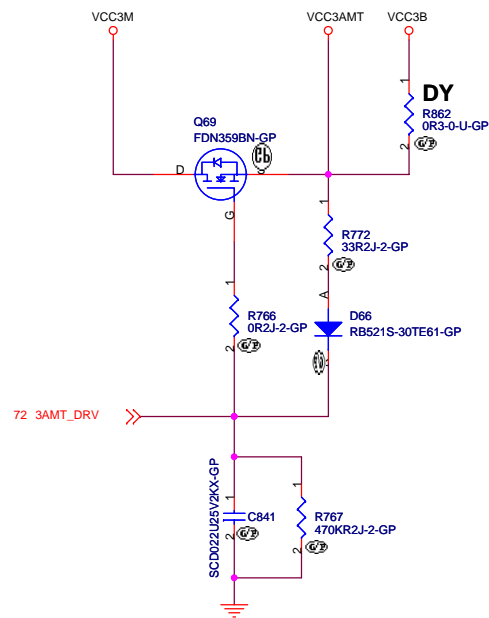 VCC3M
VCC3AMT
VCC3B
1
DY
R862
0R3-0-U-GP
2
G/P
Q69
FDN359BN-GP
D
S
G
1
R772
33R2J-2-GP
2
G/P
1
R766
0R2J-2-GP
2
G/P
A
D66
RB521S-30TE61-GP
72 3AMT_DRV
SCD022U25V2KX-GP
1
C841
2
G/P
1
R767
470KR2J-2-GP
2
G/P